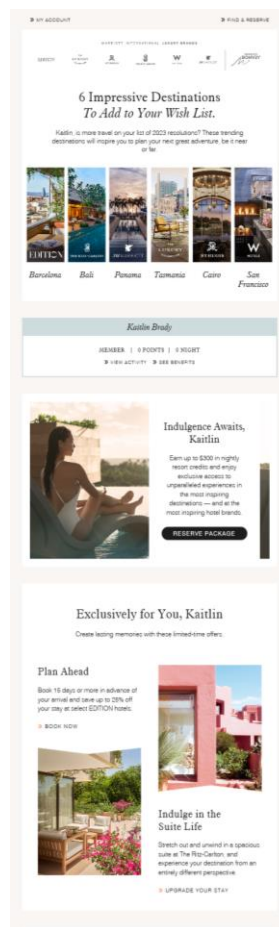 MY ACCOUNT
FIND & RESERVE
MARRIOTT INTERNATIONAL LUXURY BRANDS
EDITION
6 Impressive Destinations
To Add to Your Wish List.
Kaitlin, is more travel on your list of 2023 resolutions? These trending
destinations will inspire you to plan your next great adventure, be it near
or far.
EDITION
Barcelona
Bali
Panama
Tasmania
Cairo
San
Francisco
Kaitlin Brady
MEMBER | 0 POINTS | 0 NIGHT
VIEW ACTIVITY
SEE BENEFITS
Indulgence Awaits,
Kaitlin
Earn up to $300 in nightly
resort credits and enjoy
exclusive access to
unparalleled experiences in
the most inspiring
destinations — and at the
most inspiring hotel brands.
RESERVE PACKAGE
Exclusively for You, Kaitlin
Create lasting memories with these limited-time offers.
Plan Ahead
Book 15 days or more in advance of
your arrival and save up to 25% off
your stay at select EDITION hotels.
BOOK NOW
Indulge in the
Suite Life
Stretch out and unwind in a spacious
suite at The Ritz-Carlton, and
experience your destination from an
entirely different perspective.
UPGRADE YOUR STAY